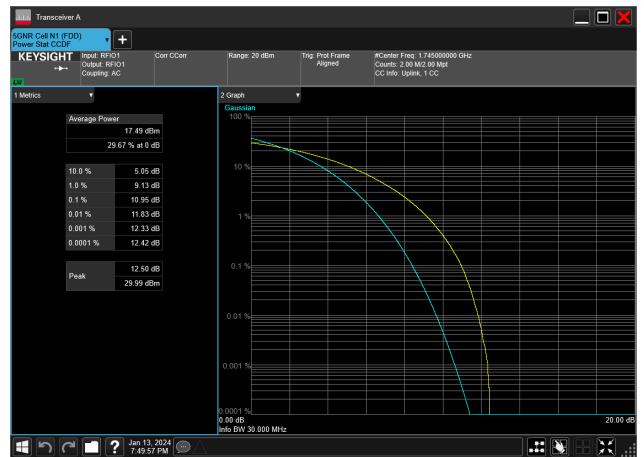 Transceiver A
5GNR Cell N1 (FDD)
Power Stat CCDF
KEYSIGHT
Input: RFIO1
Output: RFIO1
Coupling: AC
Corr CCorr
Range: 20 dBm
Trig: Prot Frame
Aligned
#Center Freq: 1.745000000 GHz
Counts: 2.00 M/2.00 Mpt
CC Info: Uplink, 1 CC
1 Metrics
Average Power
17.49 dBm
29.67 % at 0 dB
10.0 % 5.05 dB
1.0 % 9.13 dB
0.1 % 10.95 dB
0.01 % 11.83 dB
0.001 % 12.33 dB
0.0001 % 12.42 dB
Peak 12.50 dB
29.99 dBm
2 Graph
Gaussian
100 %
10 %
1 %
0.1 %
0.01 %
0.001 %
0.0001 %
0.00 dB 20.00 dB
Info BW 30.000 MHz
Jan 13, 2024
7:49:57 PM